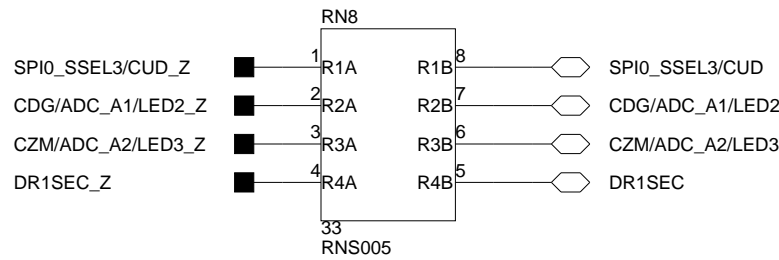 RN8
SPI0_SSEL3/CUD_Z 1 R1A R1B 8 SPI0_SSEL3/CUD
CDG/ADC_A1/LED2_Z 2 R2A R2B 7 CDG/ADC_A1/LED2
CZM/ADC_A2/LED3_Z 3 R3A R3B 6 CZM/ADC_A2/LED3
DR1SEC_Z 4 R4A R4B 5 DR1SEC
33
RNS005